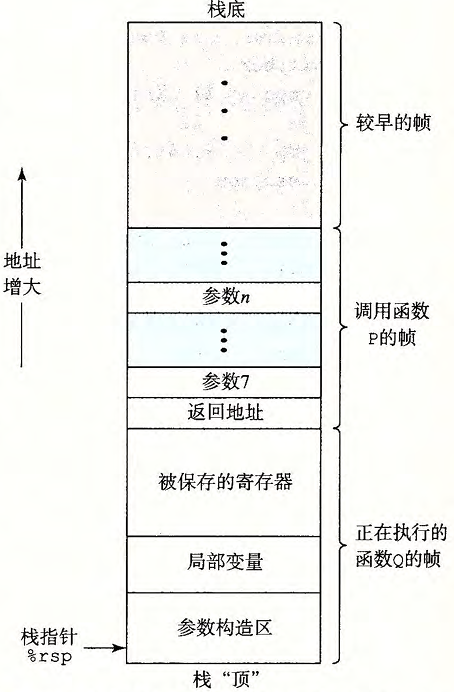 栈底
较早的帧
地址
增大
参数n
调用函数
P的帧
参数7
返回地址
被保存的寄存器
正在执行的
函数Q的帧
局部变量
参数构造区
栈指针
%rsp
栈“顶”